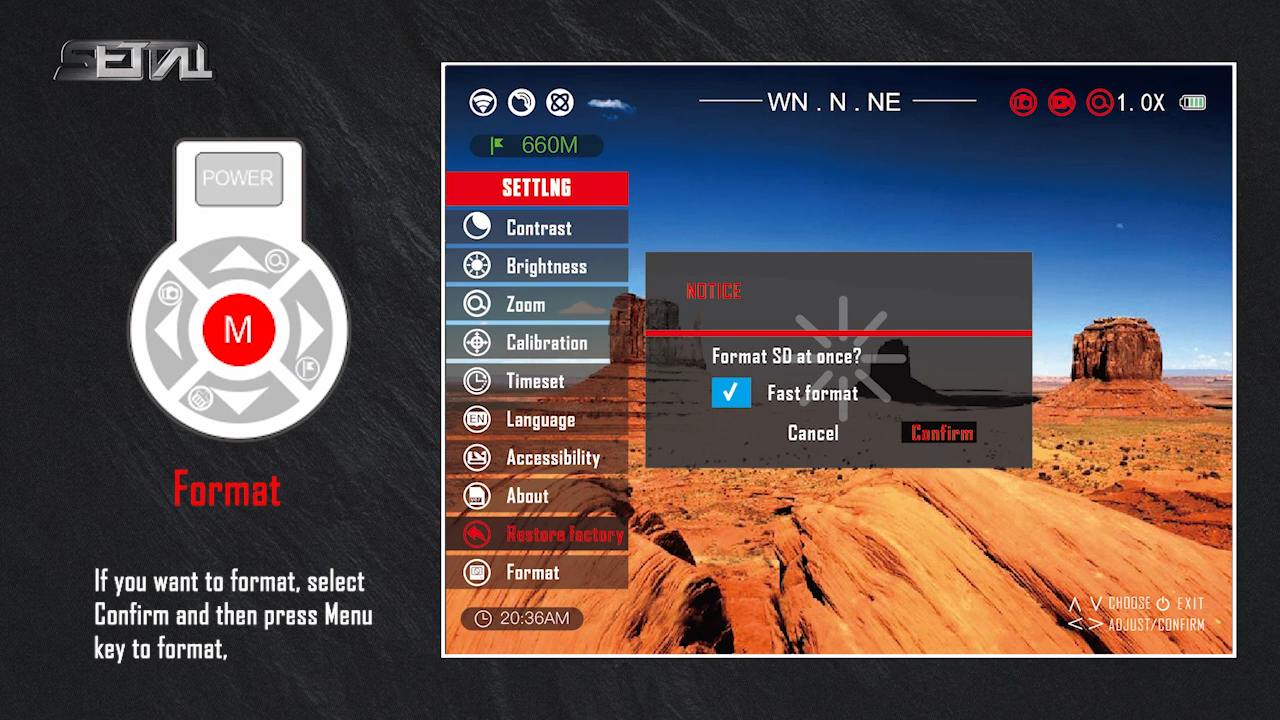 POWER
M
Format
If you want to format, select
Confirm and then press Menu
key to format,
WN . N . NE
1. 0X
660M
SETTLNG
Contrast
Brightness
Zoom
Calibration
Timeset
EN Language
Accessibility
About
Restore factory
Format
20:36AM
NOTICE
Format SD at once?
Fast format
Cancel Confirm
CHOOSE EXIT
ADJUST/CONFIRM